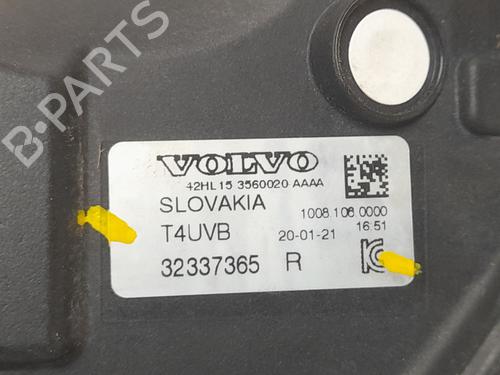 B-PARTS
VOLVO
42HL15 3560020 AAAA
SLOVAKIA
1008 106 0000
T4UVB
20-01-21
16:51
32337365
R